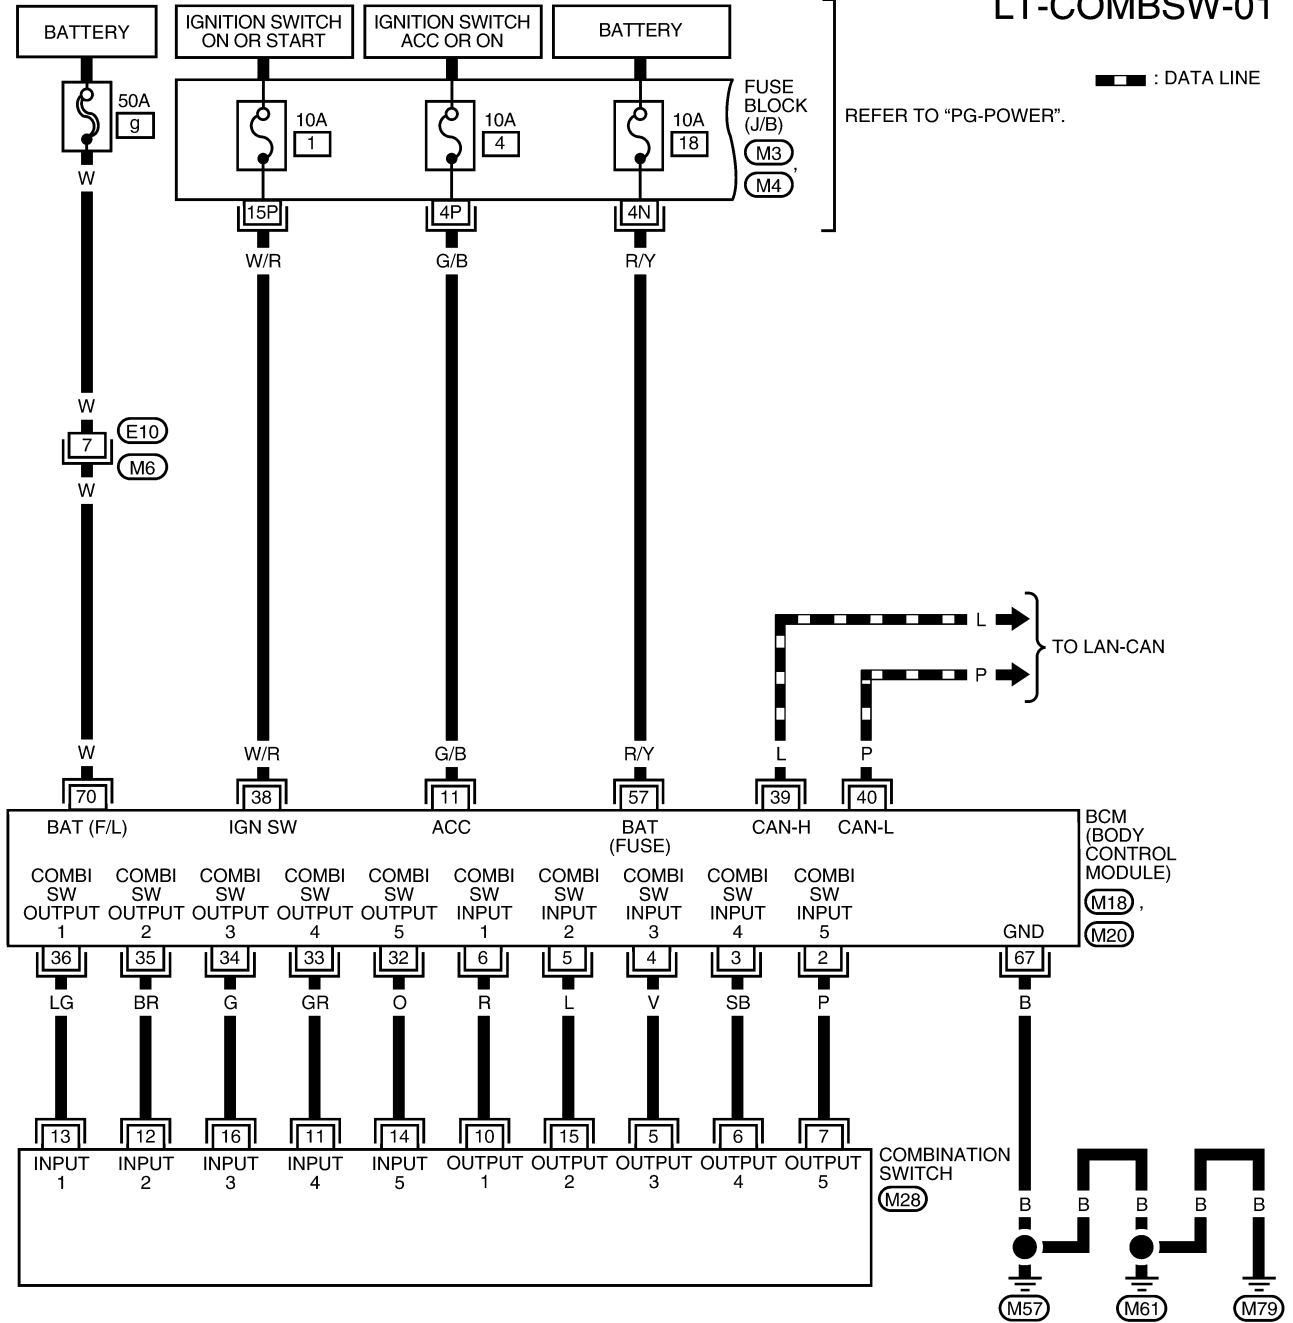 LT-COMBSW-01
BATTERY
IGNITION SWITCH
ON OR START
IGNITION SWITCH
ACC OR ON
BATTERY
: DATA LINE
50A
g
10A
1
10A
4
10A
18
FUSE
BLOCK
(J/B)
M3 ,
M4
REFER TO “PG-POWER”.
W
15P
4P
4N
W/R
G/B
R/Y
W
7
E10
M6
W
L
TO LAN-CAN
P
W
W/R
G/B
R/Y
L
P
70
38
11
57
39
40
BAT (F/L)
IGN SW
ACC
BAT
(FUSE)
CAN-H
CAN-L
BCM
(BODY
CONTROL
MODULE)
M18 ,
M20
COMBI
SW
OUTPUT
1
COMBI
SW
OUTPUT
2
COMBI
SW
OUTPUT
3
COMBI
SW
OUTPUT
4
COMBI
SW
OUTPUT
5
COMBI
SW
INPUT
1
COMBI
SW
INPUT
2
COMBI
SW
INPUT
3
COMBI
SW
INPUT
4
COMBI
SW
INPUT
5
GND
36
35
34
33
32
6
5
4
3
2
67
LG
BR
G
GR
O
R
L
V
SB
P
B
13
12
16
11
14
10
15
5
6
7
INPUT
1
INPUT
2
INPUT
3
INPUT
4
INPUT
5
OUTPUT
1
OUTPUT
2
OUTPUT
3
OUTPUT
4
OUTPUT
5
COMBINATION
SWITCH
M28
B
B
B
B
B
M57
M61
M79